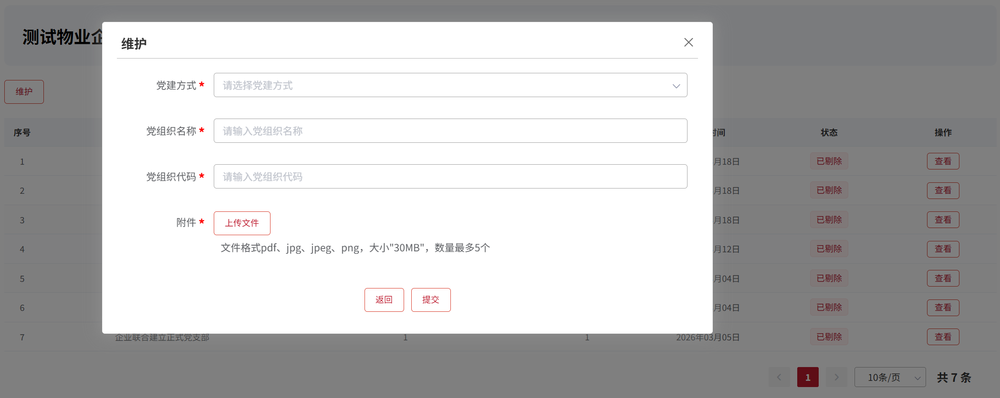 测试物业企
维护
×
维护
党建方式* 请选择党建方式
党组织名称* 请输入党组织名称
党组织代码* 请输入党组织代码
附件* 上传文件
文件格式pdf、jpg、jpeg、png，大小"30MB"，数量最多5个
返回 提交
序号 时间 状态 操作
1 月18日 已剔除 查看
2 月18日 已剔除 查看
3 月18日 已剔除 查看
4 月12日 已剔除 查看
5 月04日 已剔除 查看
6 月04日 已剔除 查看
7 企业联合建立正式党支部 1 1 2026年03月05日 已剔除 查看
1 10条/页 共 7 条